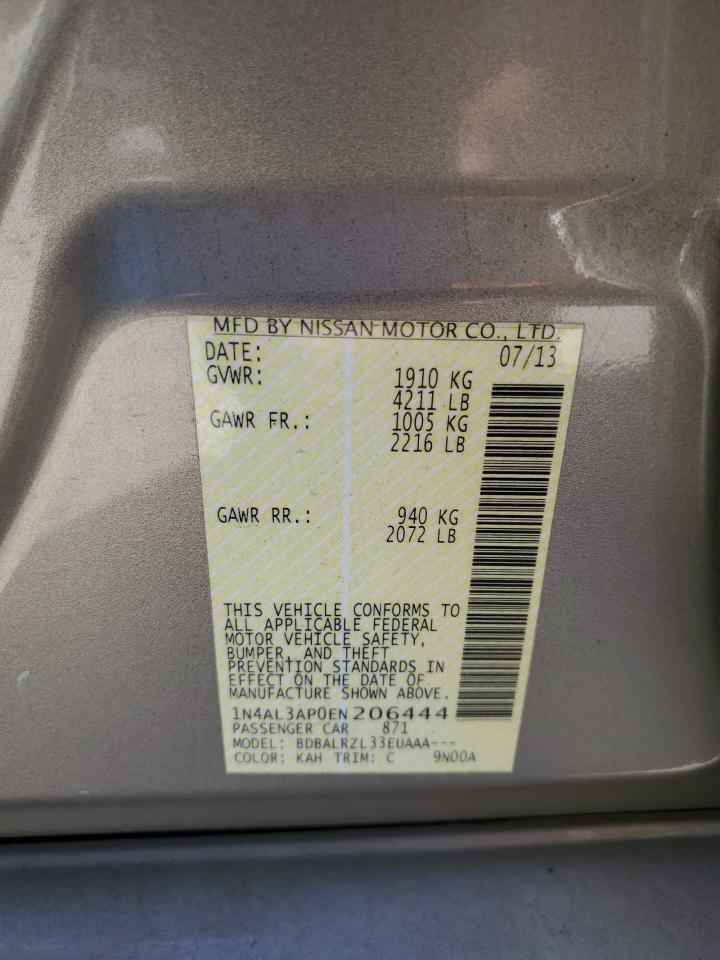 MFD BY NISSAN MOTOR CO., LTD.
DATE: 07/13
GVWR: 1910 KG
4211 LB
GAWR FR.: 1005 KG
2216 LB
GAWR RR.: 940 KG
2072 LB
THIS VEHICLE CONFORMS TO
ALL APPLICABLE FEDERAL
MOTOR VEHICLE SAFETY,
BUMPER, AND THEFT
PREVENTION STANDARDS IN
EFFECT ON THE DATE OF
MANUFACTURE SHOWN ABOVE.
1N4AL3AP0EN206444
PASSENGER CAR 871
MODEL: BDBALRZL33EUAAA---
COLOR: KAH TRIM: C 9N00A